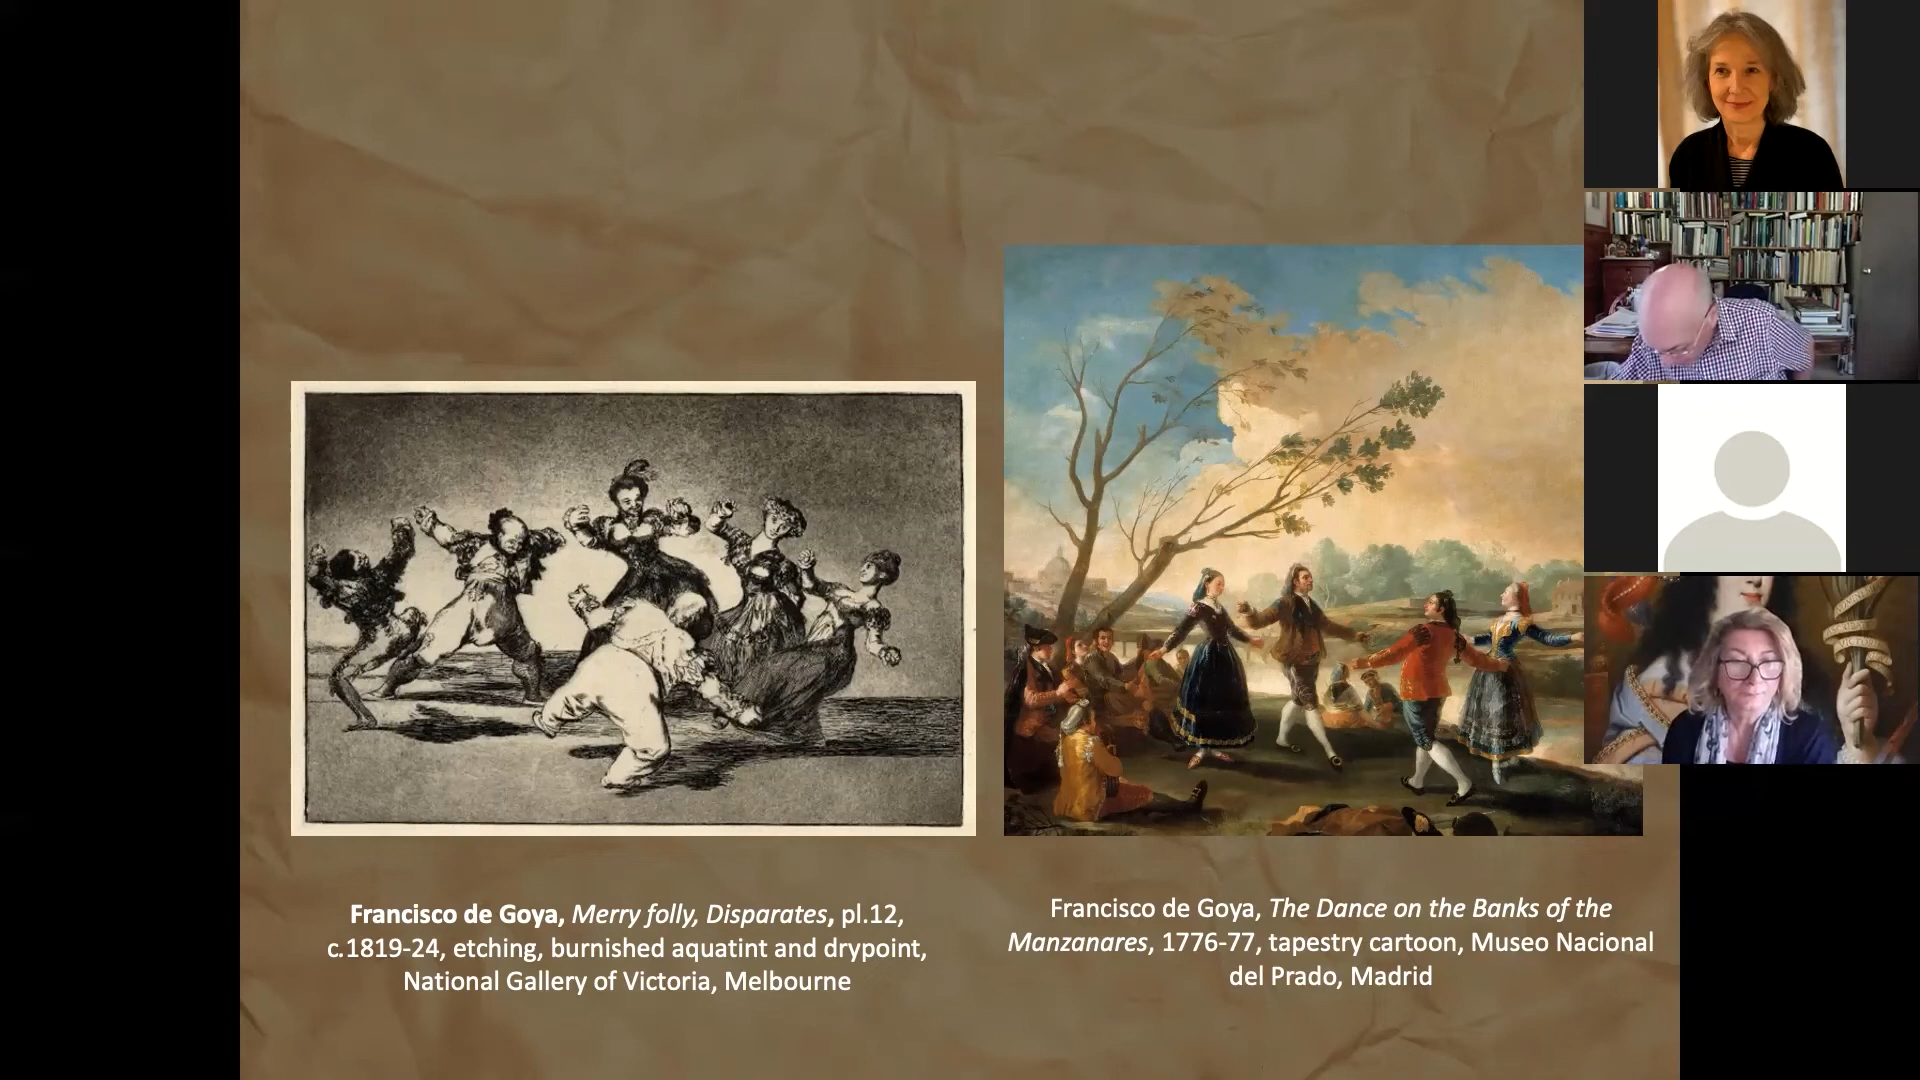 Francisco de Goya, Merry folly, Disparates, pl.12,
c.1819-24, etching, burnished aquatint and drypoint,
National Gallery of Victoria, Melbourne
Francisco de Goya, The Dance on the Banks of the
Manzanares, 1776-77, tapestry cartoon, Museo Nacional
del Prado, Madrid